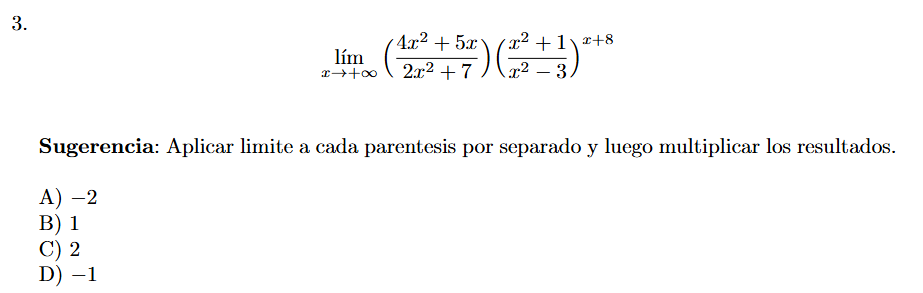 3.
$$\lim_{x \to +\infty} \left( \frac{4x^2 + 5x}{2x^2 + 7} \right) \left( \frac{x^2 + 1}{x^2 - 3} \right)^{x+8}$$
Sugerencia: Aplicar limite a cada parentesis por separado y luego multiplicar los resultados.
A) −2
B) 1
C) 2
D) −1